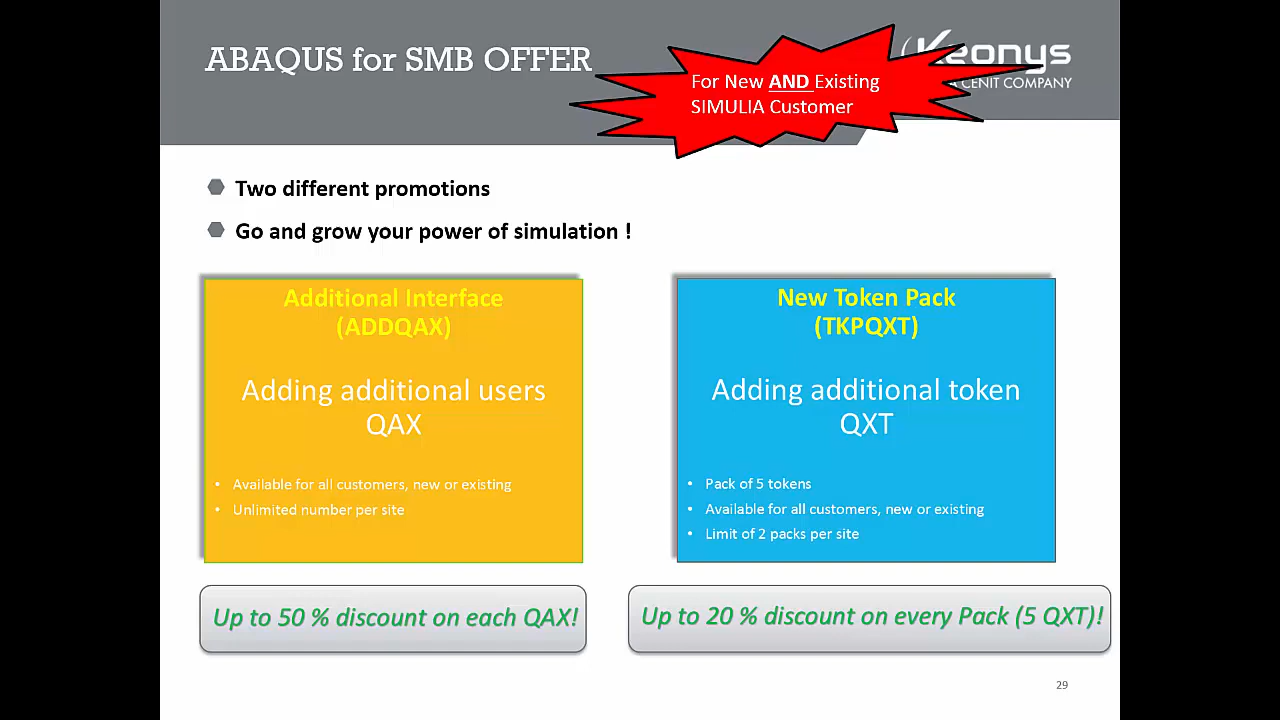 ABAQUS for SMB OFFER
For New AND Existing
SIMULIA Customer
Keonys
A CENIT COMPANY
Two different promotions
Go and grow your power of simulation !
Additional Interface
(ADDQAX)
Adding additional users
QAX
• Available for all customers, new or existing
• Unlimited number per site
Up to 50 % discount on each QAX!
New Token Pack
(TKPQXT)
Adding additional token
QXT
• Pack of 5 tokens
• Available for all customers, new or existing
• Limit of 2 packs per site
Up to 20 % discount on every Pack (5 QXT)!
29